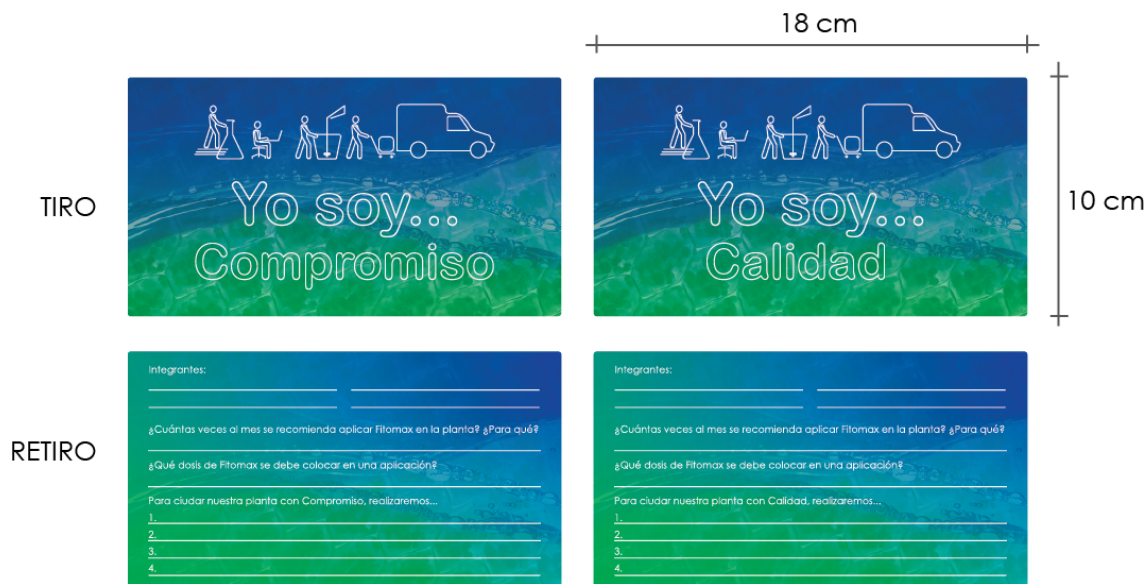 18 cm
TIRO
Yo soy...
Compromiso
Yo soy...
Calidad
10 cm
RETIRO
Integrantes:
¿Cuántas veces al mes se recomienda aplicar Fitomax en la planta? ¿Para qué?
¿Qué dosis de Fitomax se debe colocar en una aplicación?
Para ciudar nuestra planta con Compromiso, realizaremos...
1.
2.
3.
4.
Integrantes:
¿Cuántas veces al mes se recomienda aplicar Fitomax en la planta? ¿Para qué?
¿Qué dosis de Fitomax se debe colocar en una aplicación?
Para ciudar nuestra planta con Calidad, realizaremos...
1.
2.
3.
4.